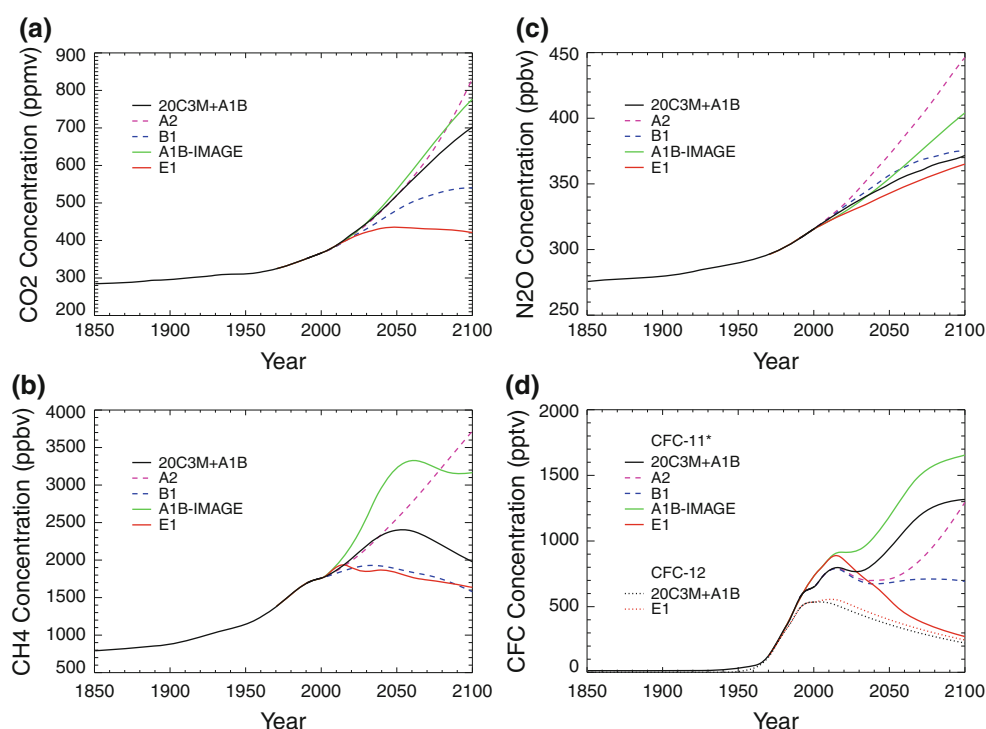 (a)
CO2 Concentration (ppmv)
900
800
700
600
500
400
300
200
20C3M+A1B
A2
B1
A1B-IMAGE
E1
1850 1900 1950 2000 2050 2100
Year
(c)
N2O Concentration (ppbv)
450
400
350
300
250
20C3M+A1B
A2
B1
A1B-IMAGE
E1
1850 1900 1950 2000 2050 2100
Year
(b)
CH4 Concentration (ppbv)
4000
3500
3000
2500
2000
1500
1000
500
20C3M+A1B
A2
B1
A1B-IMAGE
E1
1850 1900 1950 2000 2050 2100
Year
(d)
CFC Concentration (pptv)
2000
1500
1000
500
0
CFC-11*
20C3M+A1B
A2
B1
A1B-IMAGE
E1
CFC-12
20C3M+A1B
E1
1850 1900 1950 2000 2050 2100
Year